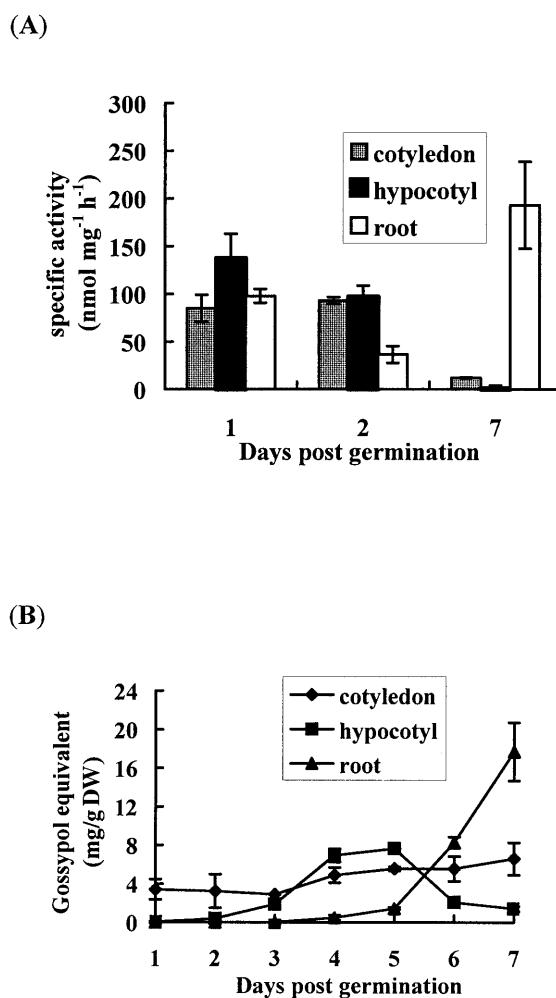 (A)
300
250
200
150
100
50
0
specific activity
(nmol mg⁻¹ h⁻¹)
cotyledon
hypocotyl
root
1 2 7
Days post germination
(B)
24
20
16
12
8
4
0
Gossypol equivalent
(mg/g DW)
cotyledon
hypocotyl
root
1 2 3 4 5 6 7
Days post germination